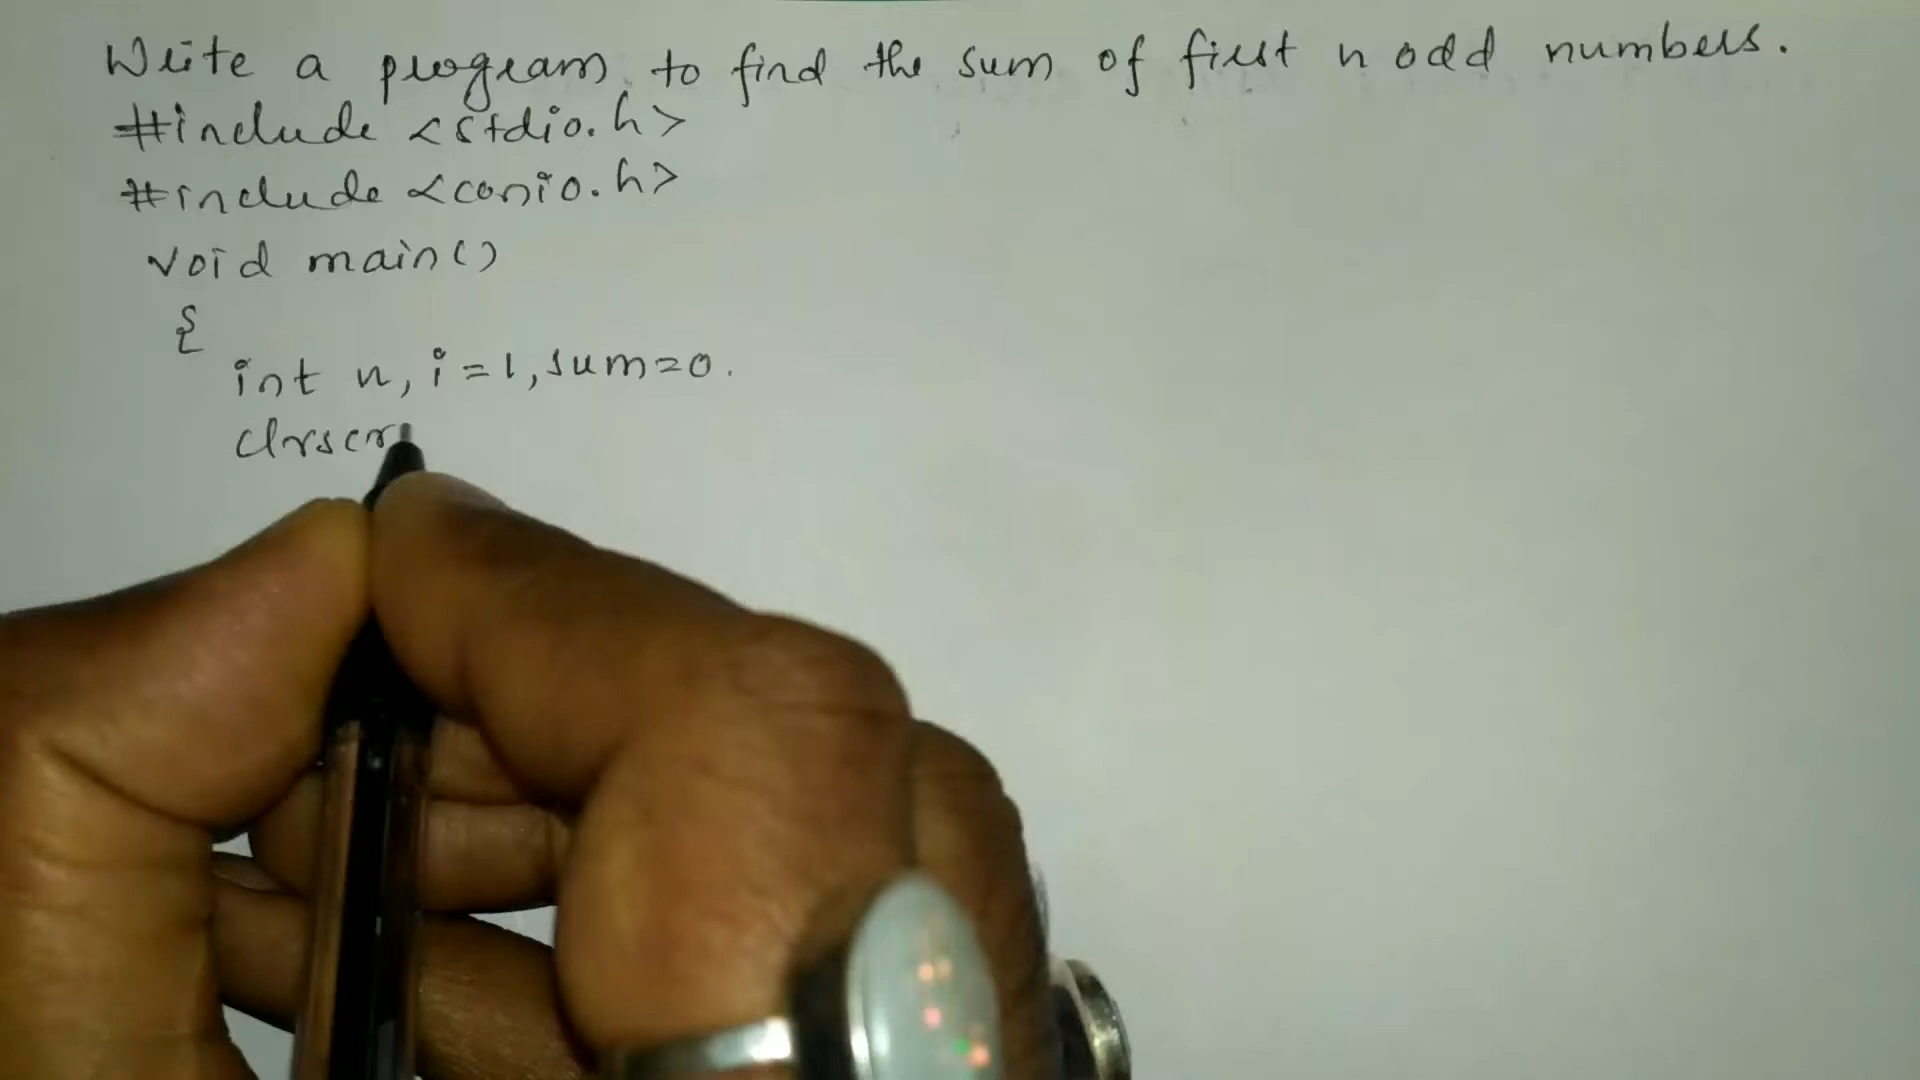 Write a program to find the sum of first n odd numbers.
#include <stdio.h>
#include <conio.h>
void main()
{
int n, i = 1, sum=0.
clrscr